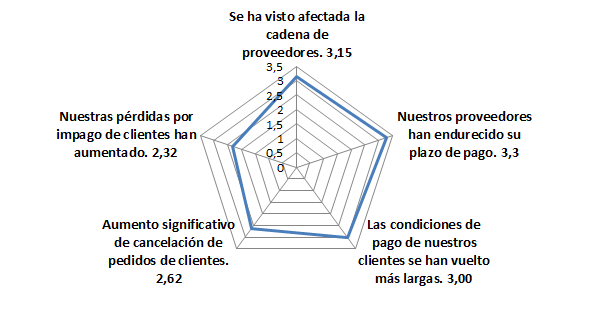 Se ha visto afectada la
cadena de
proveedores. 3,15
3,5
3
2,5
2
1,5
1
0,5
0
Nuestros proveedores
han endurecido su
plazo de pago. 3,3
Las condiciones de
pago de nuestros
clientes se han vuelto
más largas. 3,00
Aumento significativo
de cancelación de
pedidos de clientes.
2,62
Nuestras pérdidas por
impago de clientes han
aumentado. 2,32